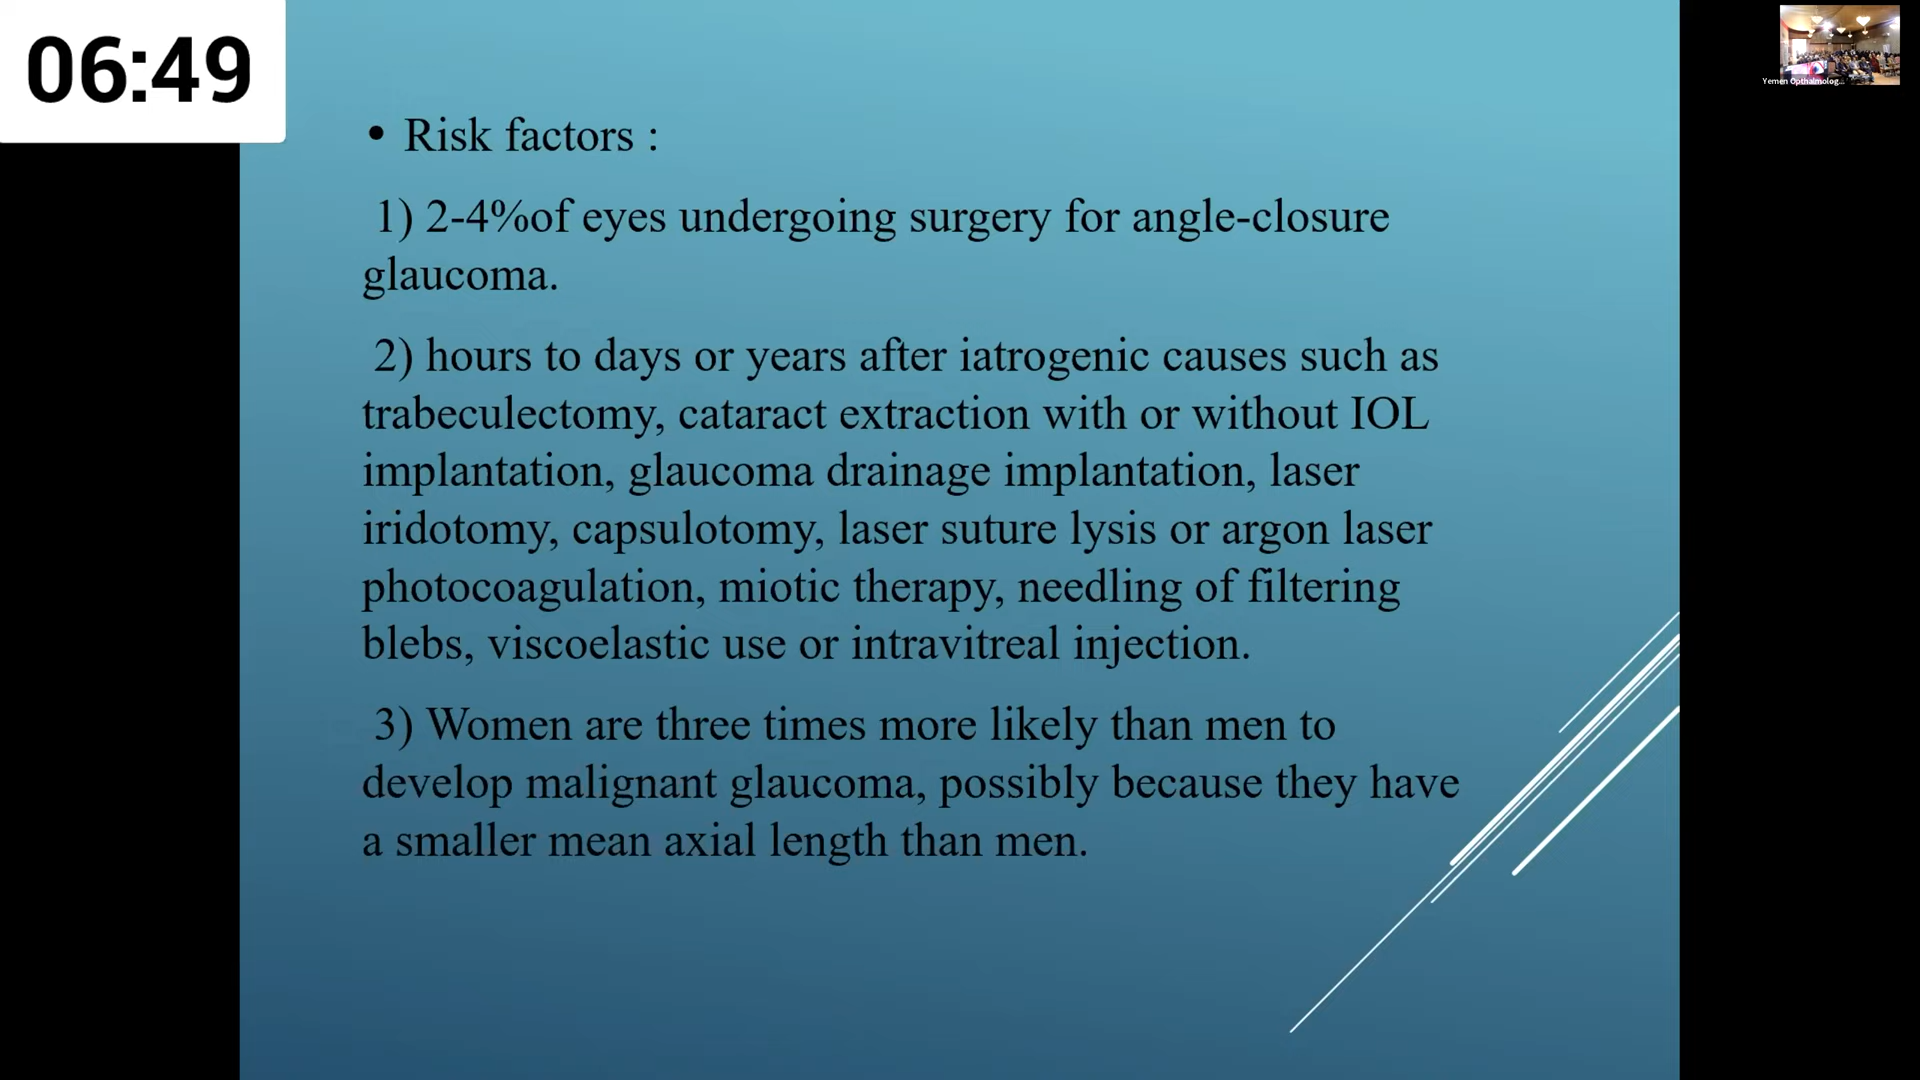 06:49
• Risk factors :
1) 2-4%of eyes undergoing surgery for angle-closure
glaucoma.
2) hours to days or years after iatrogenic causes such as
trabeculectomy, cataract extraction with or without IOL
implantation, glaucoma drainage implantation, laser
iridotomy, capsulotomy, laser suture lysis or argon laser
photocoagulation, miotic therapy, needling of filtering
blebs, viscoelastic use or intravitreal injection.
3) Women are three times more likely than men to
develop malignant glaucoma, possibly because they have
a smaller mean axial length than men.
Yemen Opthalmolog...